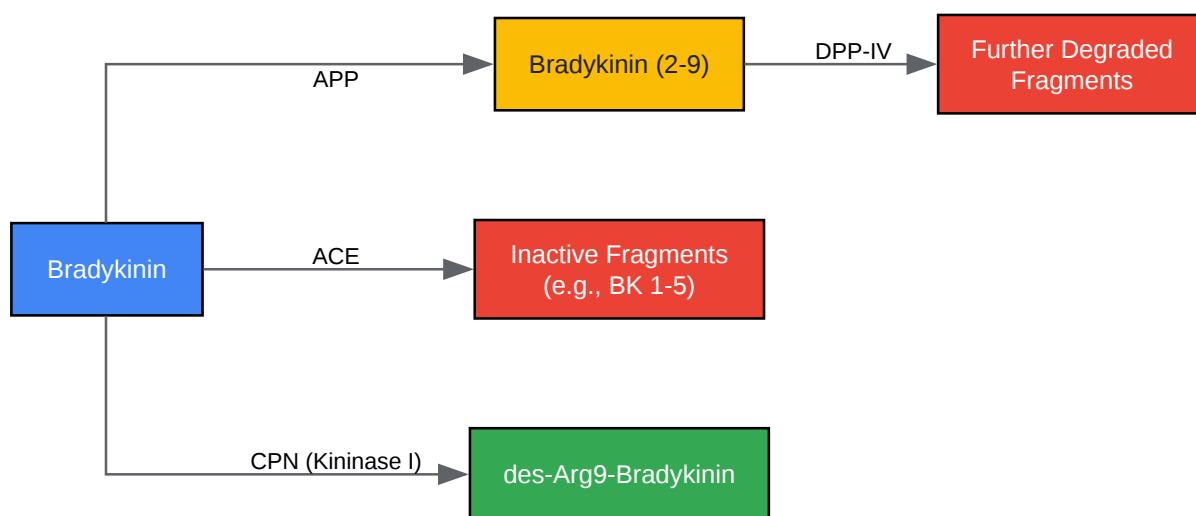 APP
Bradykinin (2-9)
DPP-IV
Further Degraded
Fragments
Bradykinin
ACE
Inactive Fragments
(e.g., BK 1-5)
CPN (Kininase I)
des-Arg9-Bradykinin